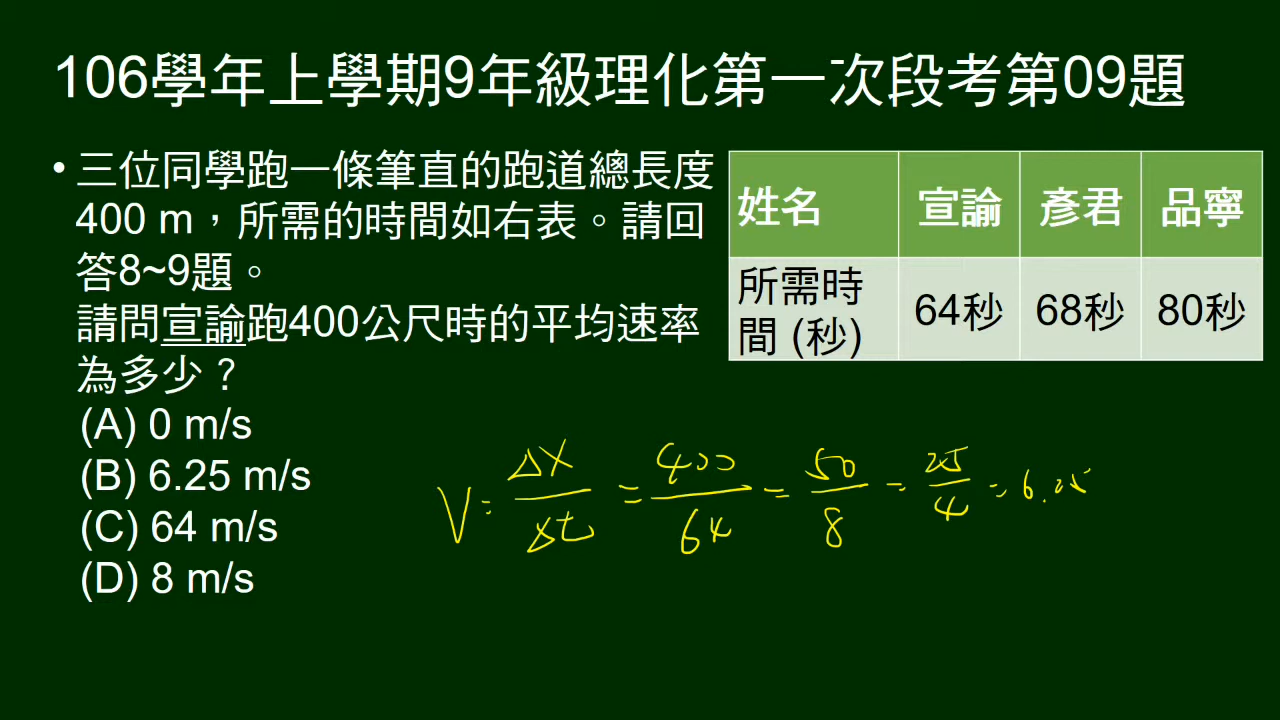 106學年上學期9年級理化第一次段考第09題
• 三位同學跑一條筆直的跑道總長度
400 m，所需的時間如右表。請回
答8~9題。
請問宣諭跑400公尺時的平均速率
為多少？
(A) 0 m/s
(B) 6.25 m/s
(C) 64 m/s
(D) 8 m/s
姓名 宣諭 彥君 品寧
所需時
間 (秒) 64秒 68秒 80秒
V = ΔX/Δt = 400/64 = 50/8 = 25/4 = 6.25